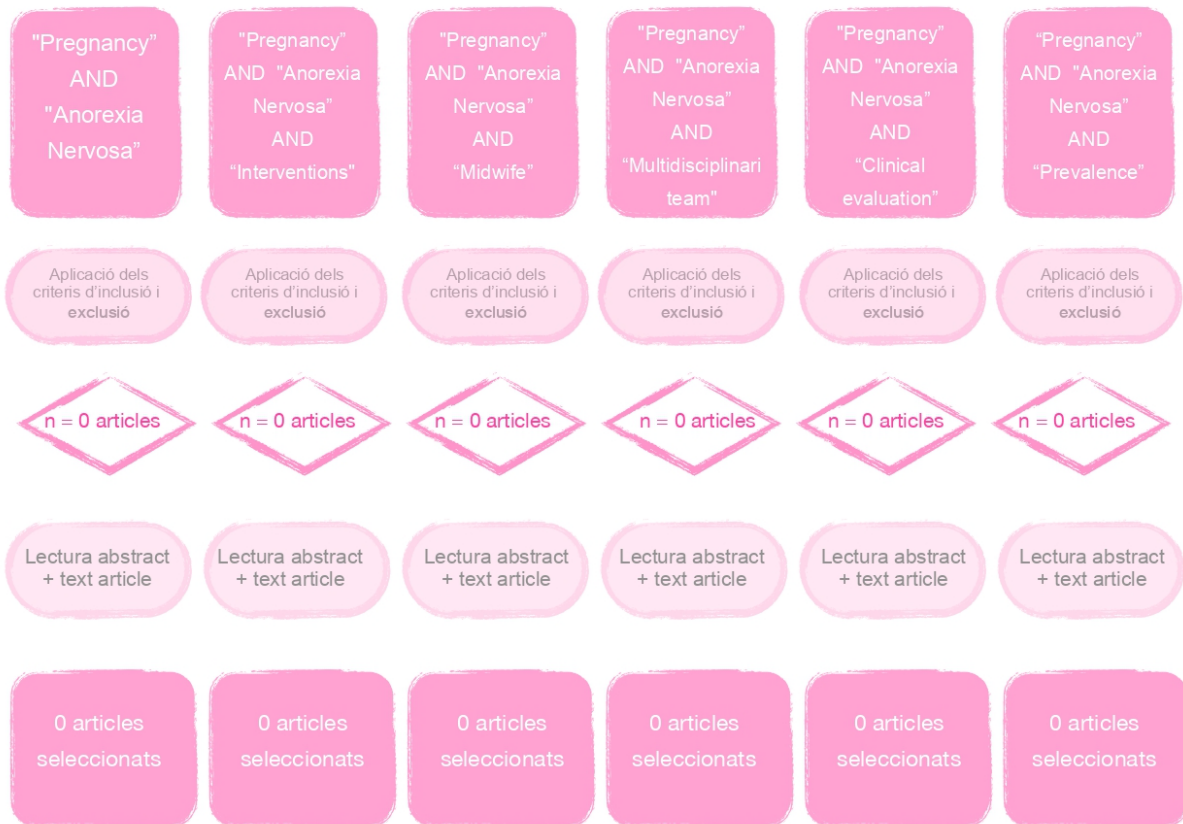 "Pregnancy”
AND
"Anorexia
Nervosa”
"Pregnancy”
AND "Anorexia
Nervosa”
AND
“Interventions"
"Pregnancy”
AND "Anorexia
Nervosa”
AND
“Midwife”
"Pregnancy”
AND "Anorexia
Nervosa”
AND
“Multidisciplinari
team"
"Pregnancy”
AND "Anorexia
Nervosa”
AND
“Clinical
evaluation”
“Pregnancy”
AND "Anorexia
Nervosa”
AND
“Prevalence”
Aplicació dels
criteris d’inclusió i
exclusió
Aplicació dels
criteris d’inclusió i
exclusió
Aplicació dels
criteris d’inclusió i
exclusió
Aplicació dels
criteris d’inclusió i
exclusió
Aplicació dels
criteris d’inclusió i
exclusió
Aplicació dels
criteris d’inclusió i
exclusió
n = 0 articles
n = 0 articles
n = 0 articles
n = 0 articles
n = 0 articles
n = 0 articles
Lectura abstract
+ text article
Lectura abstract
+ text article
Lectura abstract
+ text article
Lectura abstract
+ text article
Lectura abstract
+ text article
Lectura abstract
+ text article
0 articles
seleccionats
0 articles
seleccionats
0 articles
seleccionats
0 articles
seleccionats
0 articles
seleccionats
0 articles
seleccionats